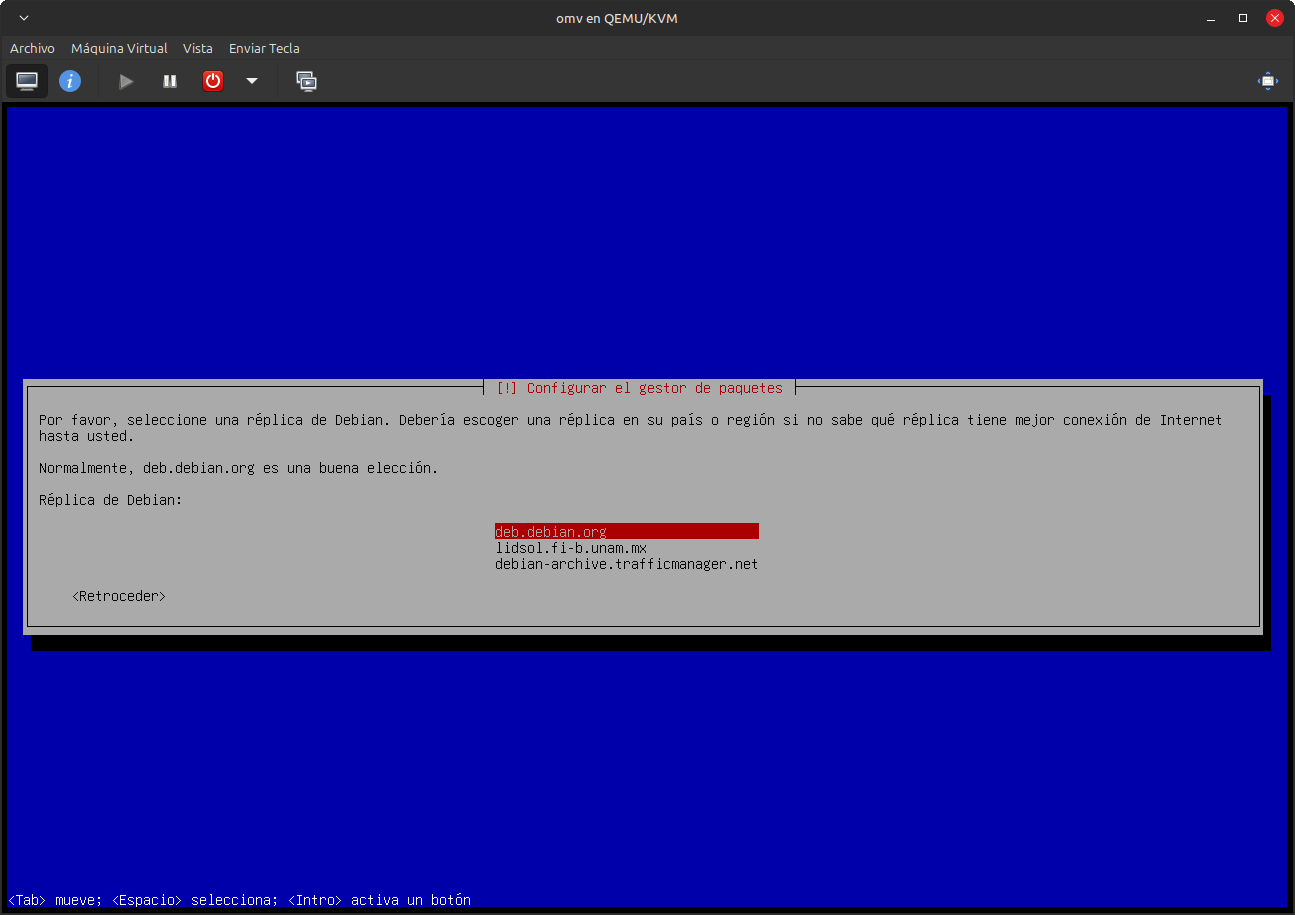 omv en QEMU/KVM
Archivo Máquina Virtual Vista Enviar Tecla
[!] Configurar el gestor de paquetes
Por favor, seleccione una réplica de Debian. Debería escoger una réplica en su país o región si no sabe qué réplica tiene mejor conexión de Internet
hasta usted.
Normalmente, deb.debian.org es una buena elección.
Réplica de Debian:
deb.debian.org
lidsol.fi-b.unam.mx
debian-archive.trafficmanager.net
<Retroceder>
<Tab> mueve; <Espacio> selecciona; <Intro> activa un botón